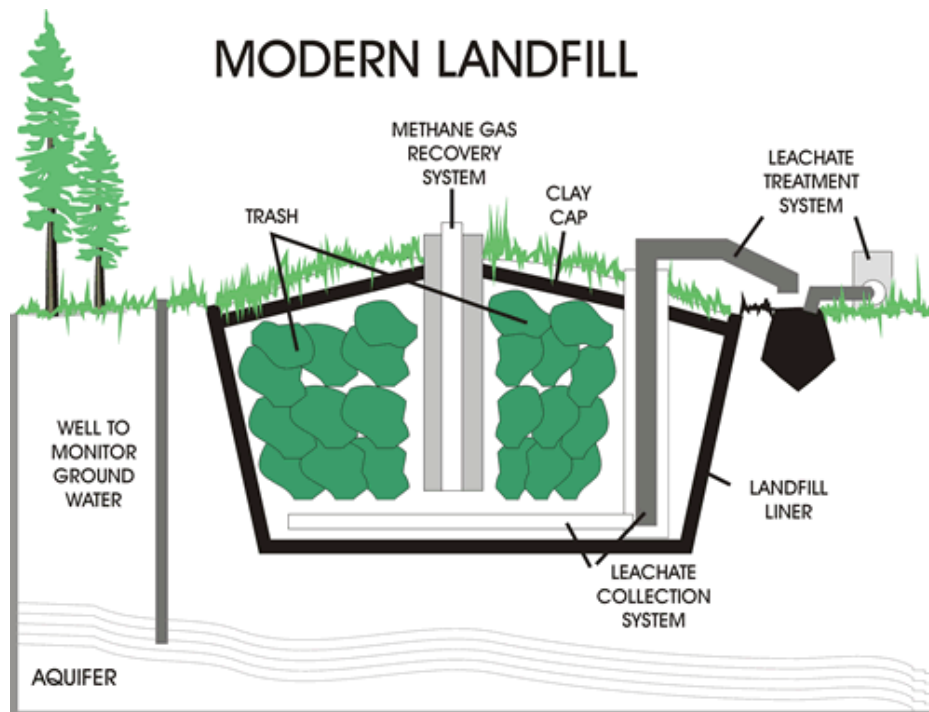 MODERN LANDFILL
METHANE GAS
RECOVERY
SYSTEM
LEACHATE
TREATMENT
SYSTEM
CLAY
CAP
TRASH
WELL TO
MONITOR
GROUND
WATER
LANDFILL
LINER
LEACHATE
COLLECTION
SYSTEM
AQUIFER